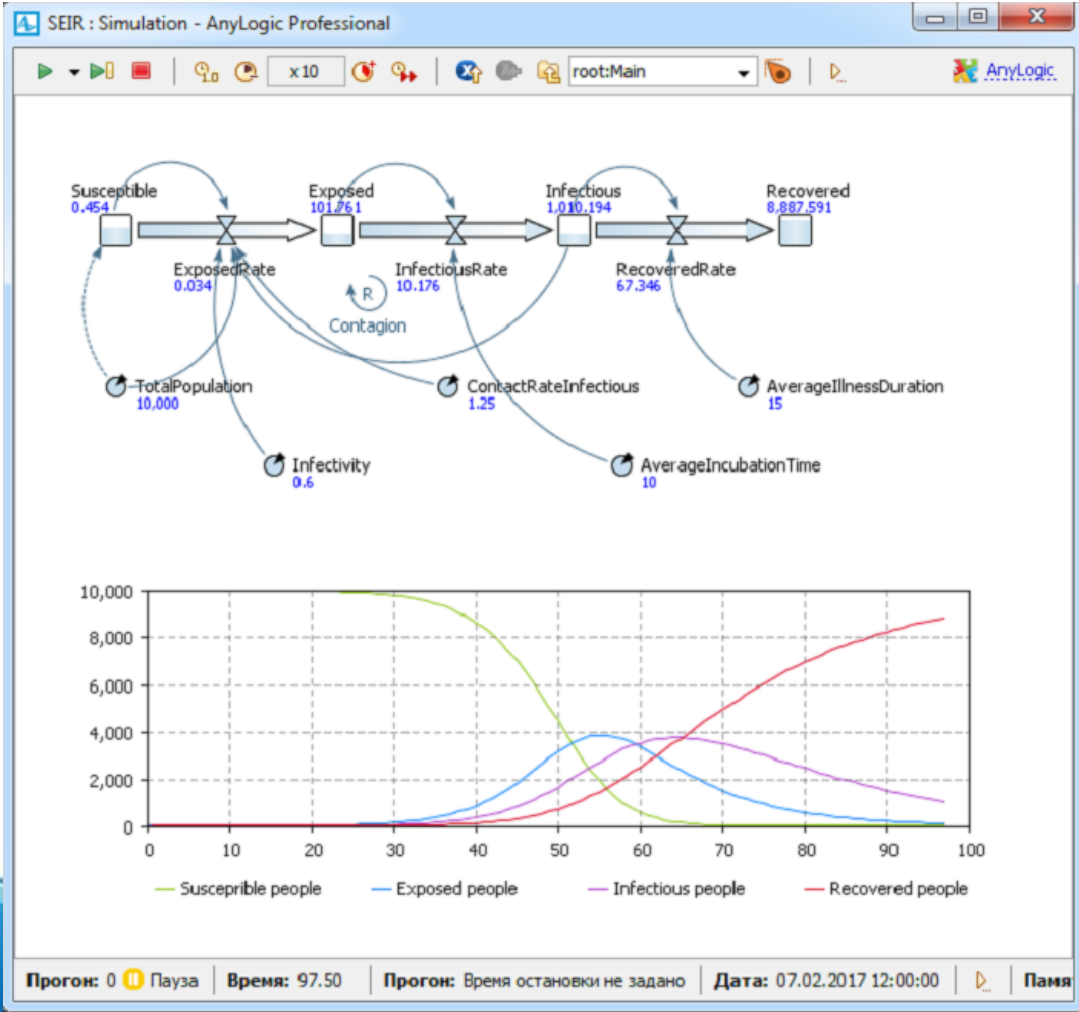 SEIR : Simulation - AnyLogic Professional
x10 root:Main AnyLogic
Susceptible Exposed Infectious Recovered
0.454 101.761 1,010.194 8,887.591
ExposedRate InfectiousRate RecoveredRate
0.034 10.176 67.346
R
Contagion
TotalPopulation ContactRateInfectious AverageIllnessDuration
10,000 1.25 15
Infectivity AverageIncubationTime
0.6 10
10,000
8,000
6,000
4,000
2,000
0
0 10 20 30 40 50 60 70 80 90 100
Susceprible people Exposed people Infectious people Recovered people
Прогон: 0 Пауза Время: 97.50 Прогон: Время остановки не задано Дата: 07.02.2017 12:00:00 Памя